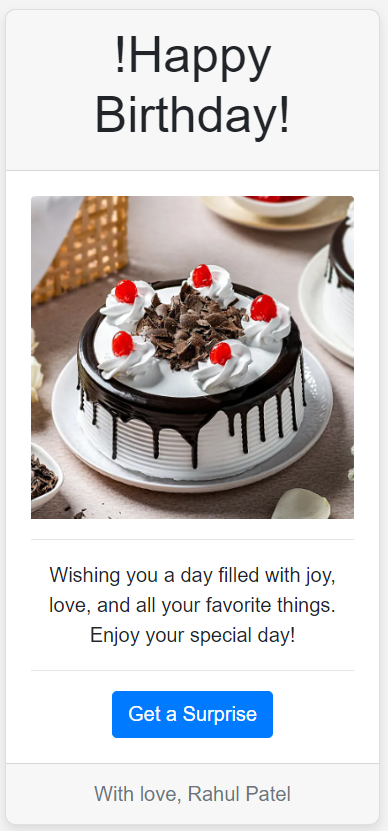 !Happy
Birthday!
Wishing you a day filled with joy,
love, and all your favorite things.
Enjoy your special day!
Get a Surprise
With love, Rahul Patel